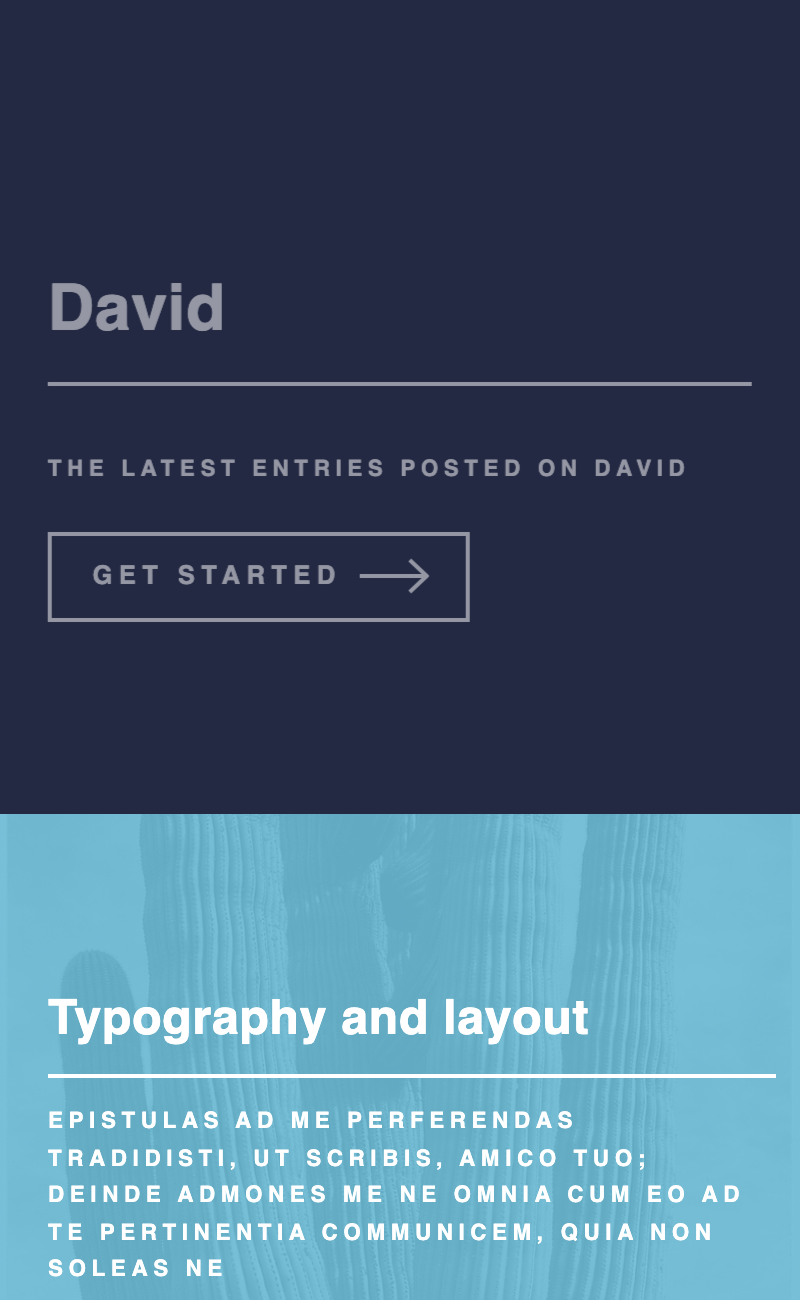 David
THE LATEST ENTRIES POSTED ON DAVID
GET STARTED
Typography and layout
EPISTULAS AD ME PERFERENDAS
TRADIDISTI, UT SCRIBIS, AMICO TUO;
DEINDE ADMONES ME NE OMNIA CUM EO AD
TE PERTINENTIA COMMUNICEM, QUIA NON
SOLEAS NE